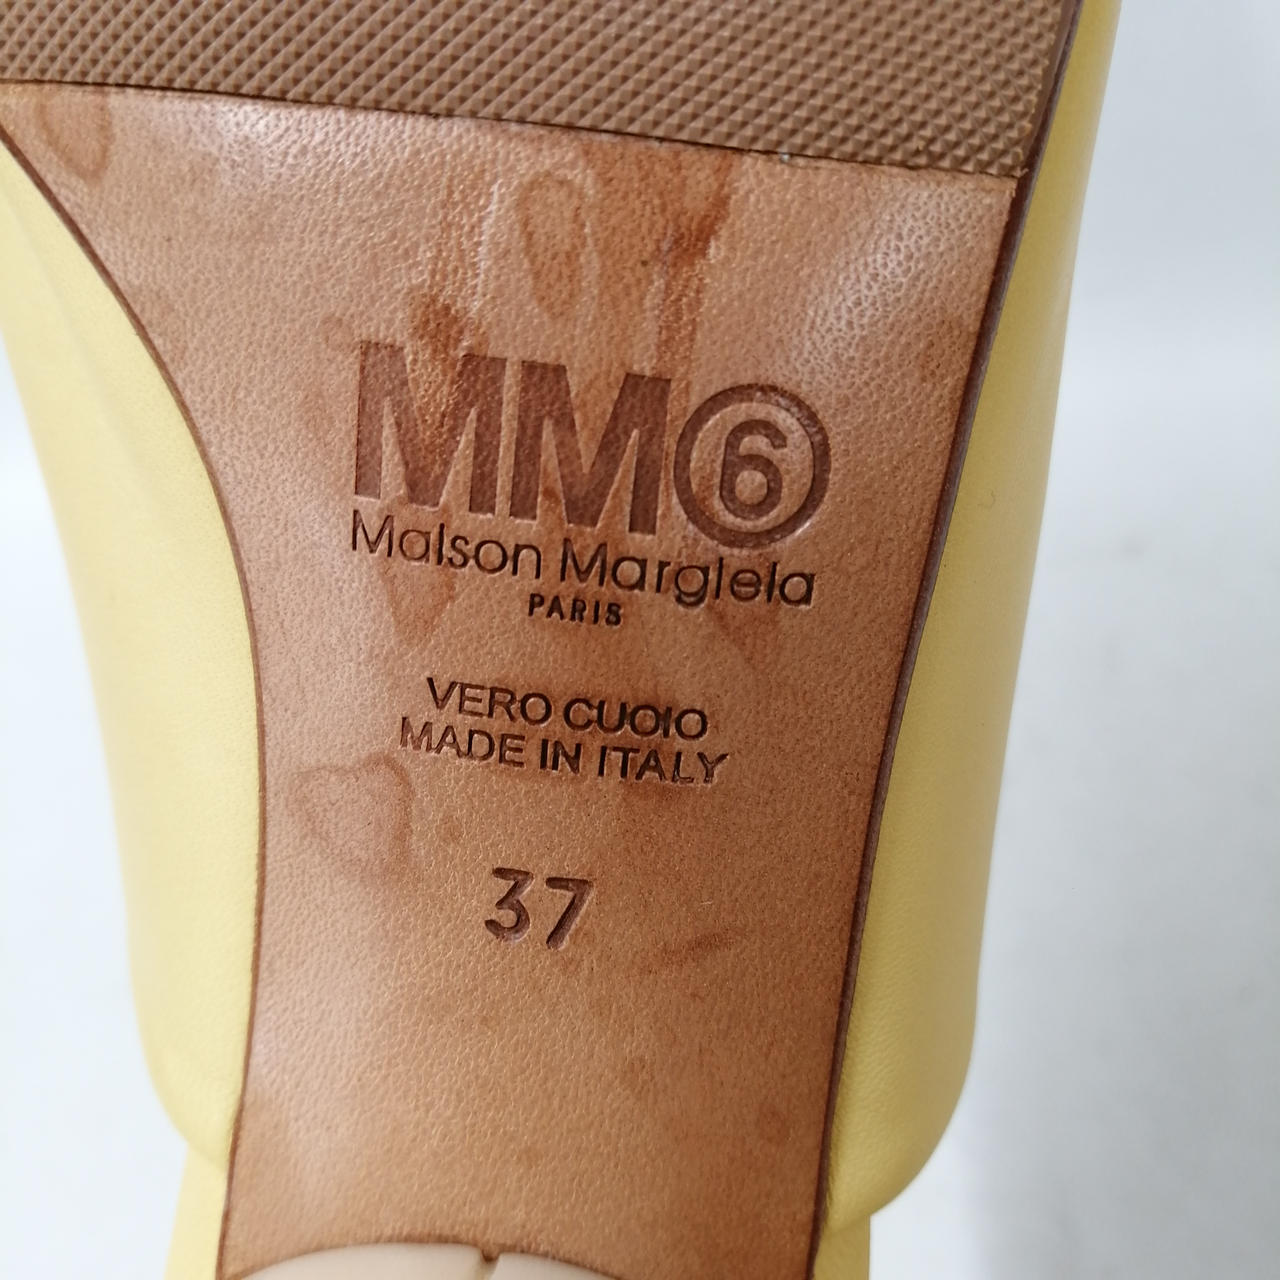 MM6
Maison Margiela
PARIS
VERO CUOIO
MADE IN ITALY
37